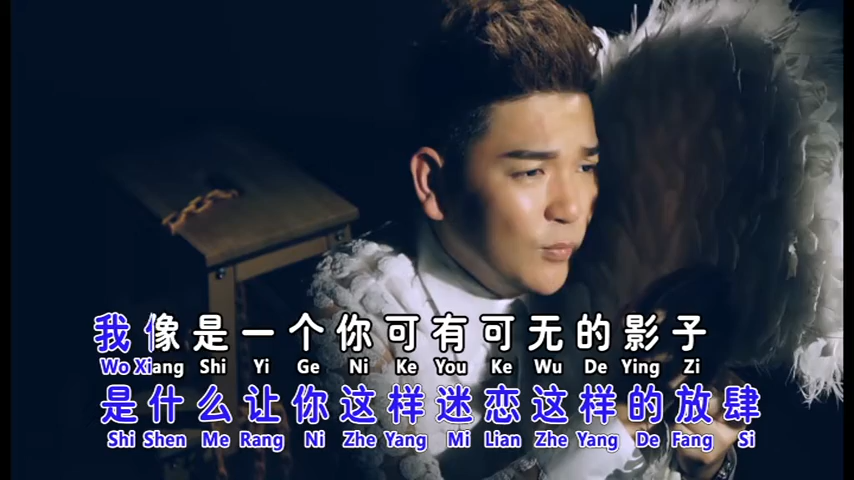 我像是一个你可有可无的影子
Wo Xiang Shi Yi Ge Ni Ke You Ke Wu De Ying Zi
是什么让你这样迷恋这样的放肆
Shi Shen Me Rang Ni Zhe Yang Mi Lian Zhe Yang De Fang Si